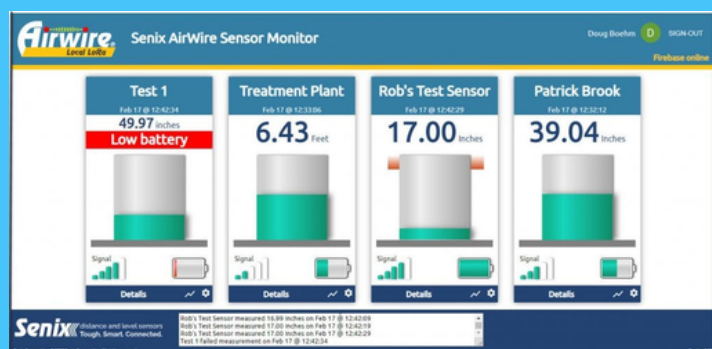 Airwire
Local LoRa
Senix AirWire Sensor Monitor
Doug Boehm D SIGN-OUT
Firebase online
Test 1
Feb 17 @ 12:42:34
49.97 inches
Low battery
Signal
Details
Treatment Plant
Feb 17 @ 12:33:06
6.43 Feet
Signal
Details
Rob's Test Sensor
Feb 17 @ 12:42:29
17.00 Inches
Signal
Details
Patrick Brook
Feb 17 @ 12:32:12
39.04 Inches
Signal
Details
Senix distance and level sensors
Tough. Smart. Connected.
Rob's Test Sensor measured 16.99 inches on Feb 17 @ 12:42:09
Rob's Test Sensor measured 17.00 inches on Feb 17 @ 12:42:19
Rob's Test Sensor measured 17.00 inches on Feb 17 @ 12:42:29
Test 1 failed measurement on Feb 17 @ 12:42:34